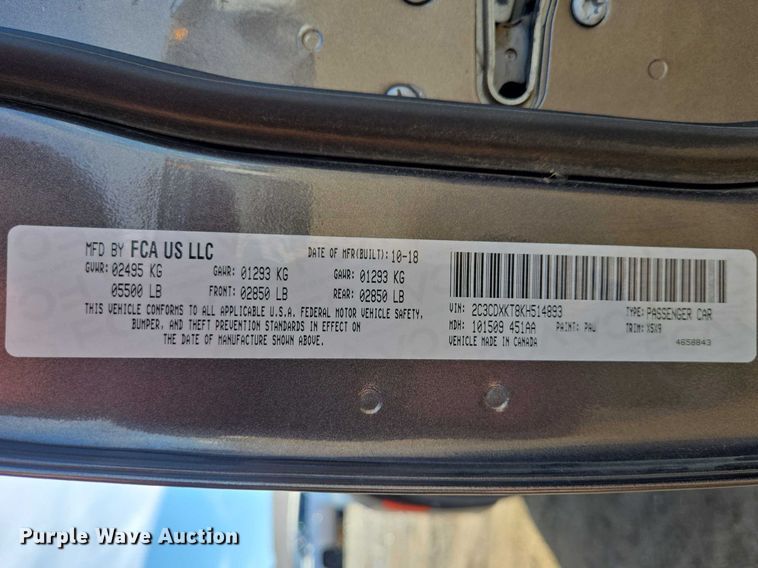 MFD BY FCA US LLC DATE OF MFR(BUILT): 10-18
GVWR: 02495 KG GAWR: 01293 KG GAWR: 01293 KG
05500 LB FRONT: 02850 LB REAR: 02850 LB
THIS VEHICLE CONFORMS TO ALL APPLICABLE U.S.A. FEDERAL MOTOR VEHICLE SAFETY,
BUMPER, AND THEFT PREVENTION STANDARDS IN EFFECT ON
THE DATE OF MANUFACTURE SHOWN ABOVE.
VIN: 2C3CDXKT8KH514893 TYPE: PASSENGER CAR
MDH: 101509 451AA PAINT: PAU TRIM: X5X9
VEHICLE MADE IN CANADA 4658843
Purple Wave Auction